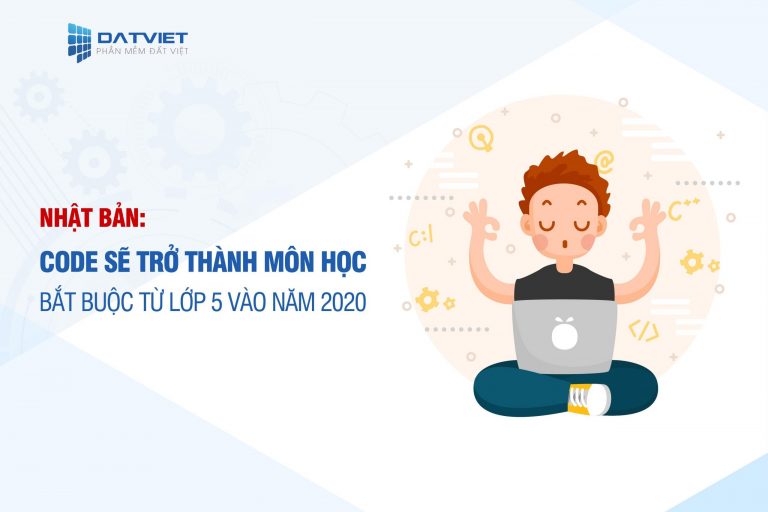 DATVIET
PHẦN MỀM ĐẤT VIỆT
NHẬT BẢN:
CODE SẼ TRỞ THÀNH MÔN HỌC
BẮT BUỘC TỪ LỚP 5 VÀO NĂM 2020
Q
@
C:\
C++
</>